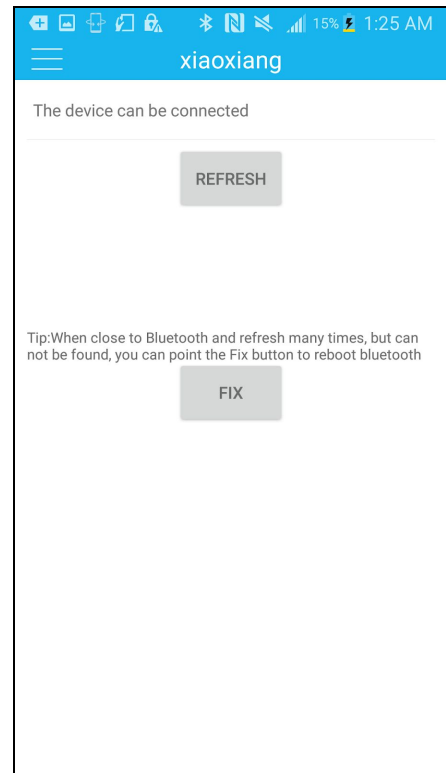 15% 1:25 AM
xiaoxiang
The device can be connected
REFRESH
Tip:When close to Bluetooth and refresh many times, but can
not be found, you can point the Fix button to reboot bluetooth
FIX